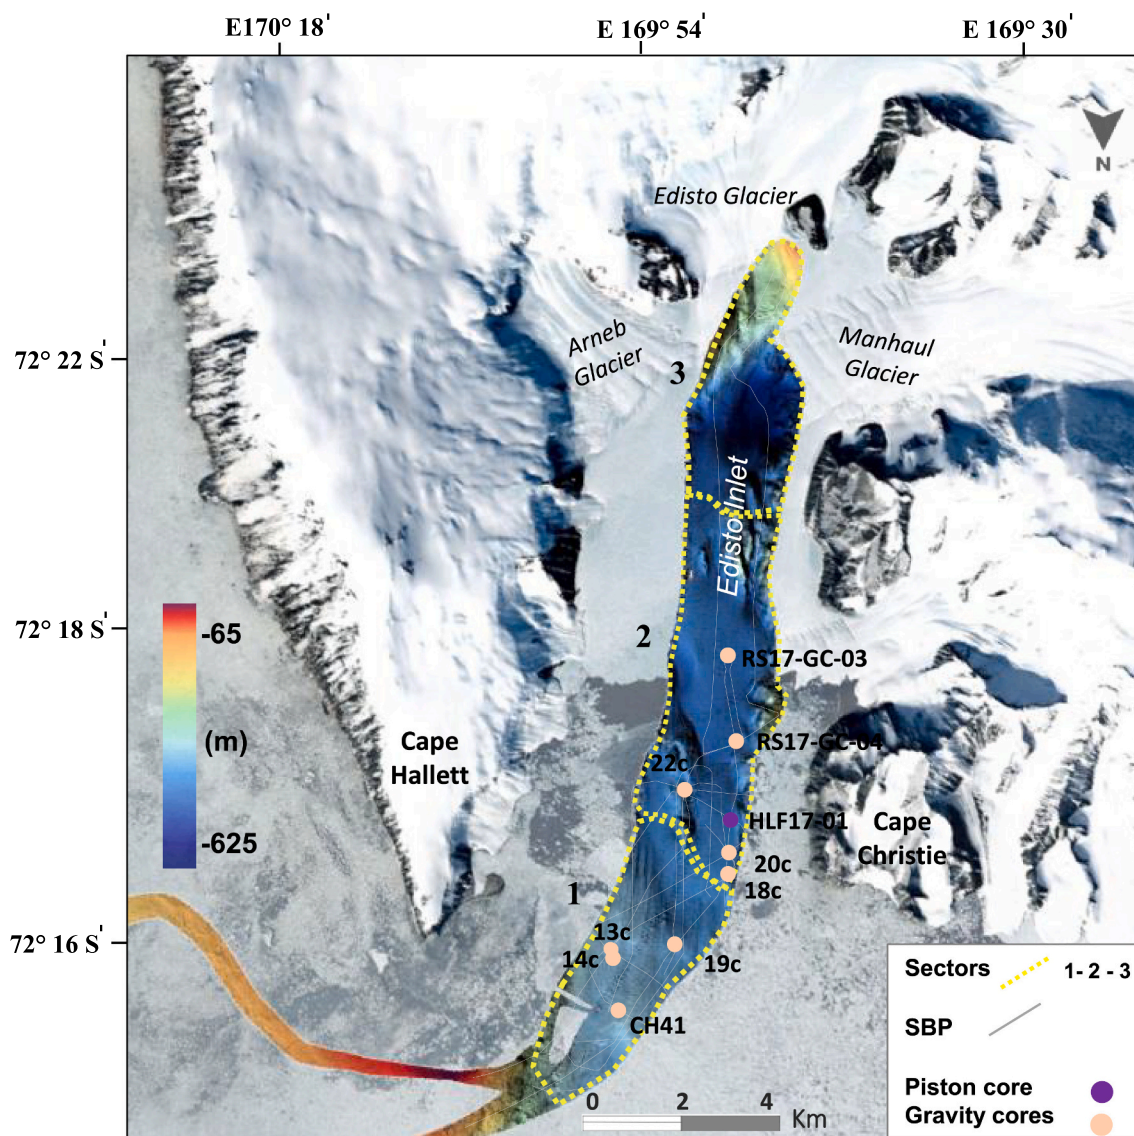 E170° 18'
E 169° 54'
E 169° 30'
N
Edisto Glacier
Arneb
Glacier
Manhaul
Glacier
72° 22 S'
3
Edisto Inlet
-65
(m)
-625
72° 18 S'
2
RS17-GC-03
RS17-GC-04
Cape
Hallett
22c
HLF17-01
Cape
Christie
20c
18c
1
72° 16 S'
13c
14c
19c
CH41
Sectors 1- 2 - 3
SBP
Piston core
Gravity cores
0 2 4 Km